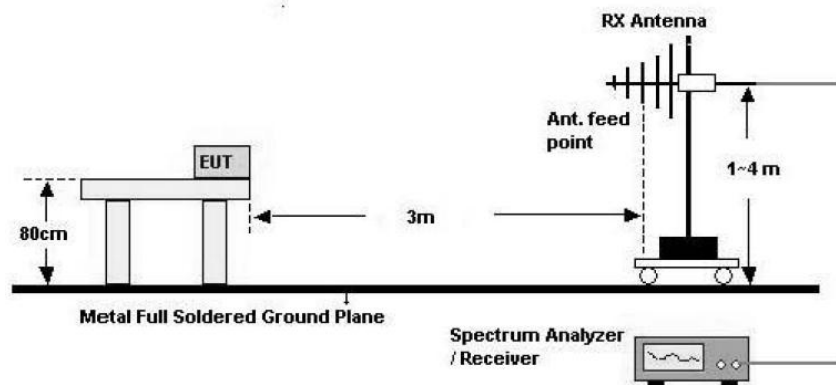 RX Antenna
Ant. feed
point
EUT
1~4 m
3m
80cm
Metal Full Soldered Ground Plane
Spectrum Analyzer
/ Receiver